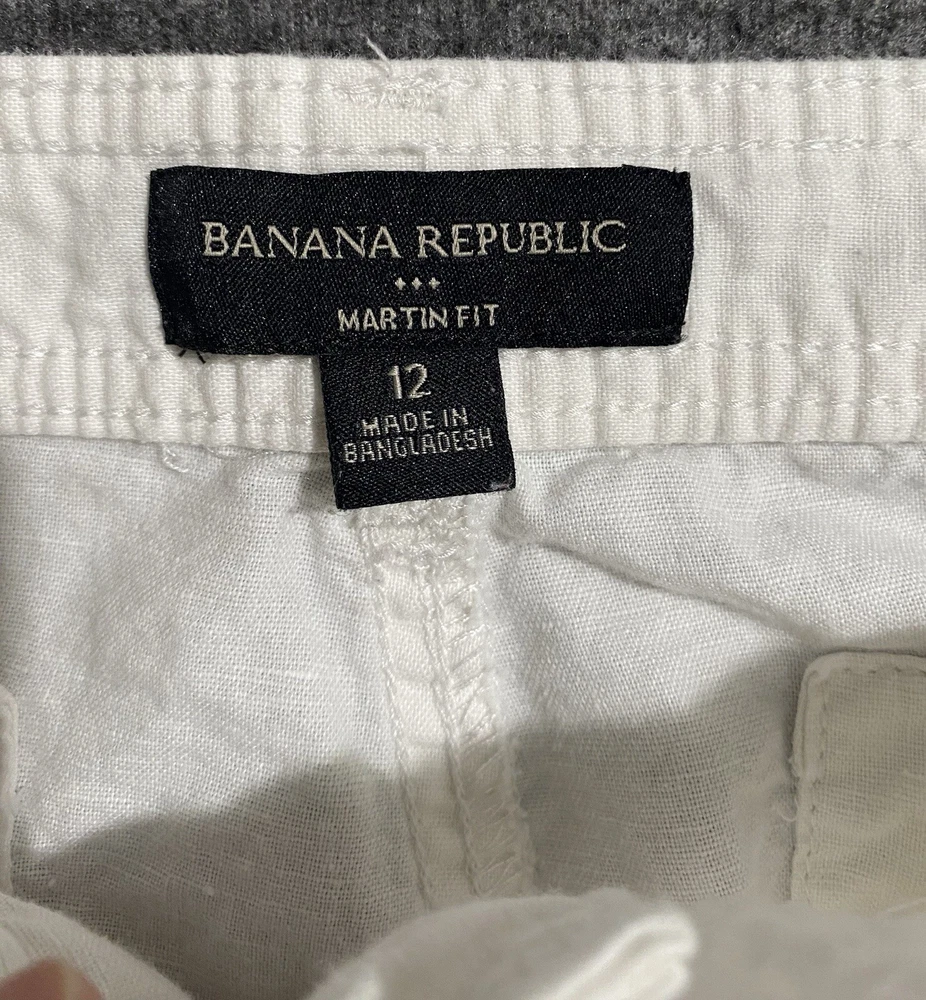 BANANA REPUBLIC
MARTIN FIT
12
MADE IN
BANGLADESH